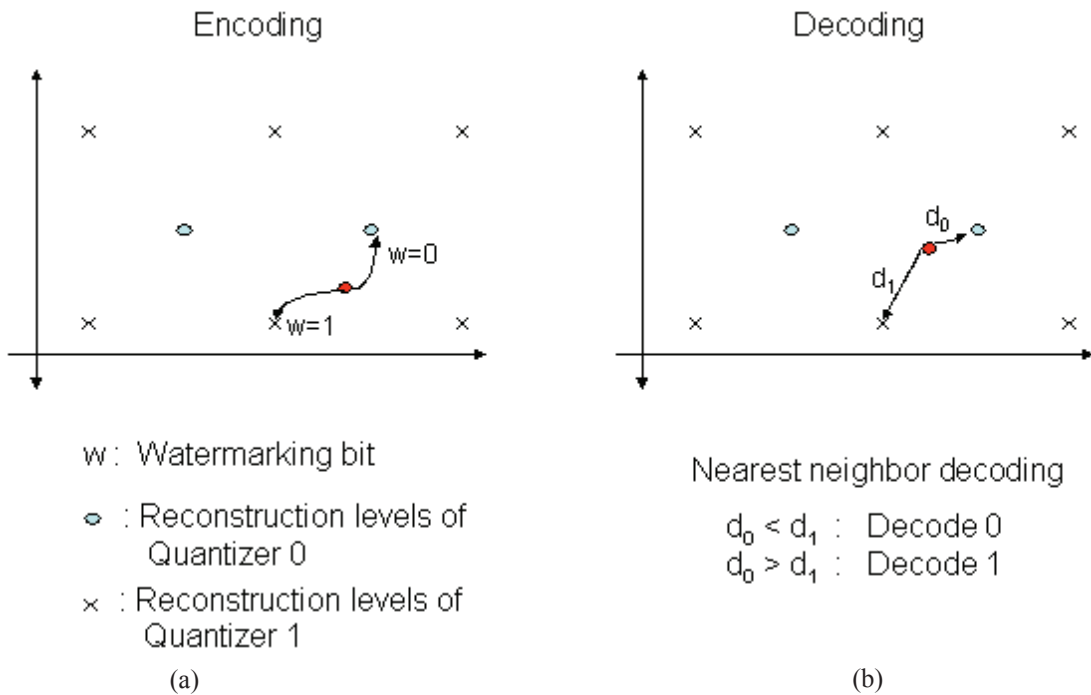 Encoding
w=0
w=1
w : Watermarking bit
: Reconstruction levels of
Quantizer 0
× : Reconstruction levels of
Quantizer 1
(a)
Decoding
d₀
d₁
Nearest neighbor decoding
d₀ < d₁ : Decode 0
d₀ > d₁ : Decode 1
(b)